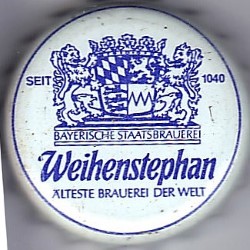 SEIT 1040
BAYERISCHE STAATSBRAUEREI
Weihenstephan
ÄLTESTE BRAUEREI DER WELT